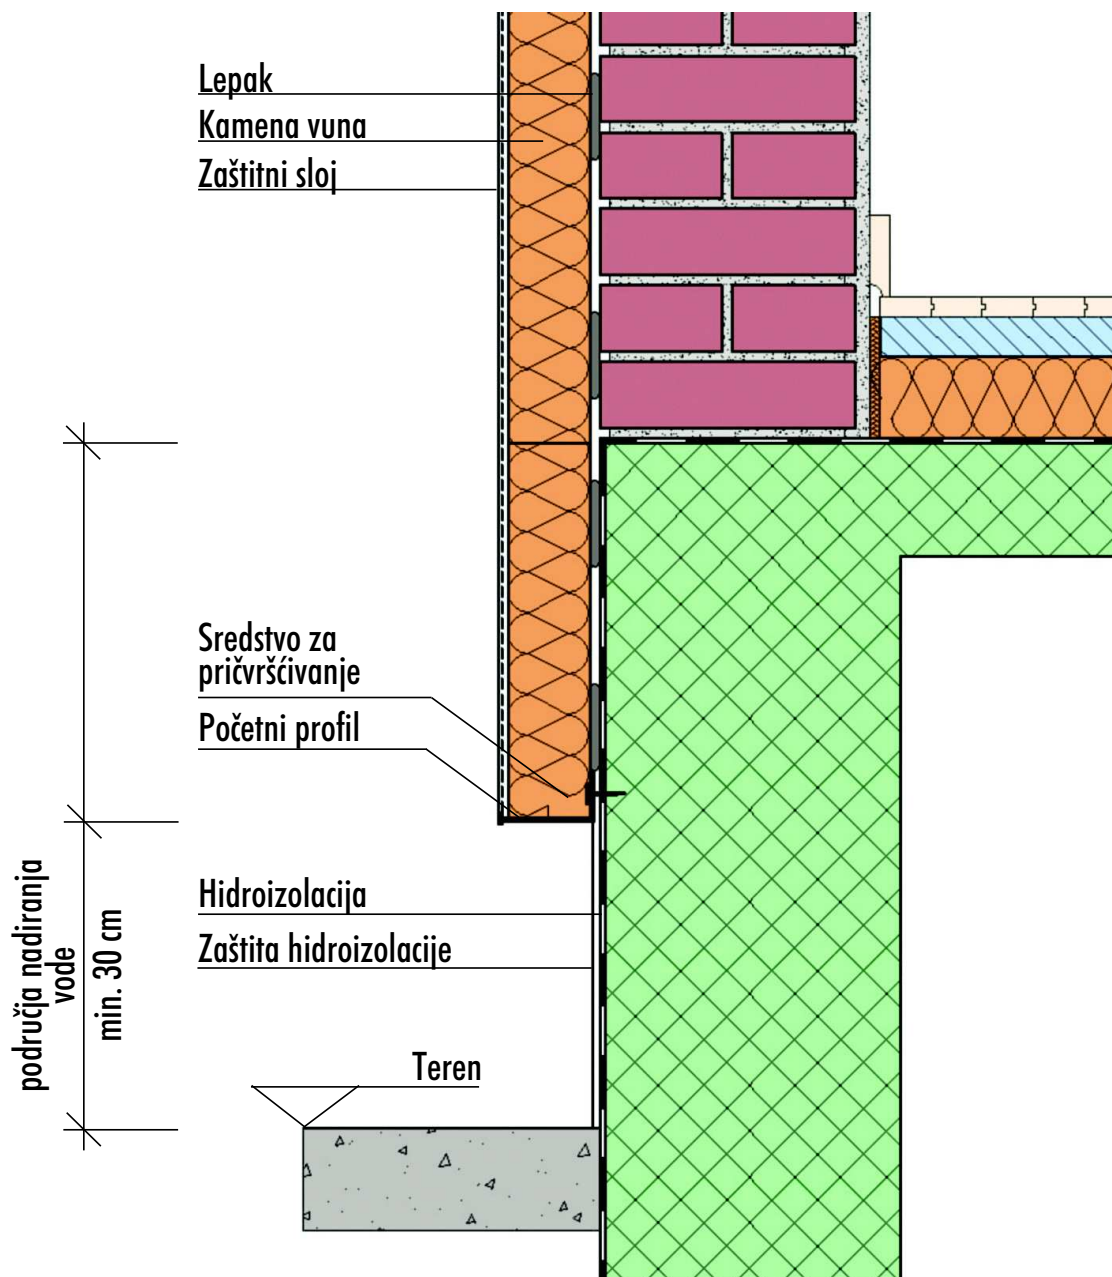 Lepak
Kamena vuna
Zaštitni sloj
Sredstvo za
pričvršćivanje
Početni profil
Hidroizolacija
Zaštita hidroizolacije
područja nadiranja
vode
min. 30 cm
Teren